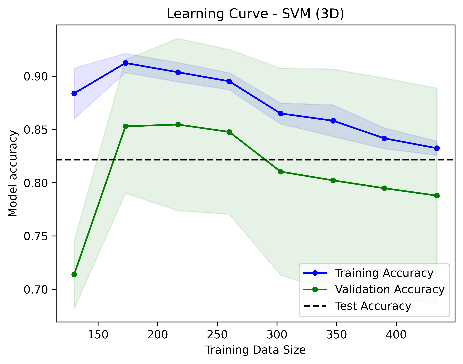 Learning Curve - SVM (3D)
Model accuracy
0.90
0.85
0.80
0.75
0.70
150
200
250
300
350
400
Training Data Size
Training Accuracy
Validation Accuracy
Test Accuracy